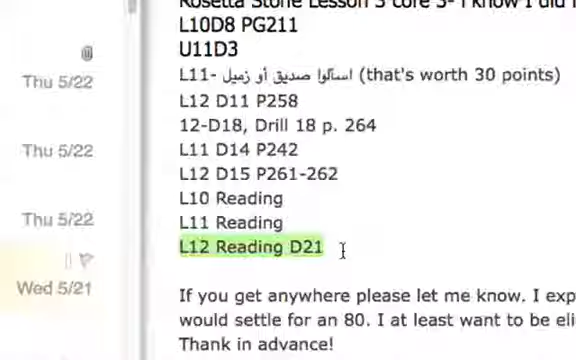 Rosetta Stone Lesson 3 core 3- I know I did
L10D8 PG211
U11D3
L11- اسألوا صديق أو زميل (that's worth 30 points)
Thu 5/22
L12 D11 P258
12-D18, Drill 18 p. 264
L11 D14 P242
Thu 5/22
L12 D15 P261-262
L10 Reading
L11 Reading
Thu 5/22
L12 Reading D21
Wed 5/21
If you get anywhere please let me know. I exp
would settle for an 80. I at least want to be eli
Thank in advance!